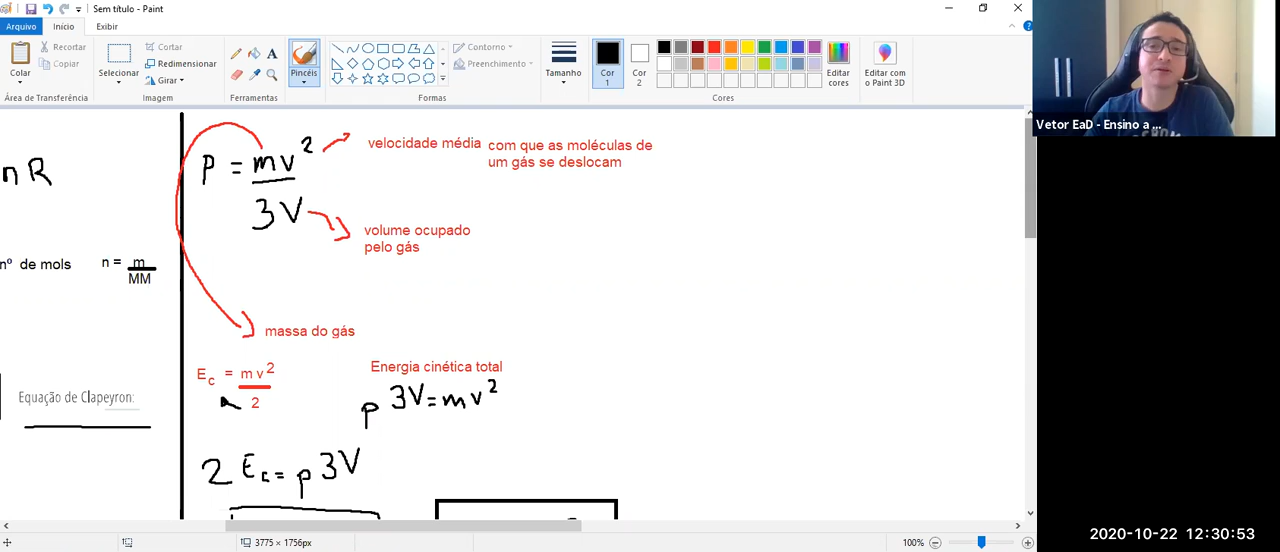 Sem título - Paint
Arquivo Início Exibir
Colar
Recortar
Copiar
Área de Transferência
Selecionar
Cortar
Redimensionar
Girar
Imagem
Ferramentas
Pincéis
Contorno
Preenchimento
Formas
Tamanho
Cor 1
Cor 2
Editar cores
Cores
Editar com o Paint 3D
Vetor EaD - Ensino a ...
n R
nº de mols n = m
MM
Equação de Clapeyron:
P = mv²
3V
velocidade média com que as moléculas de
um gás se deslocam
volume ocupado
pelo gás
massa do gás
Ec = mv²
2
Energia cinética total
p 3V = mv²
2 Ec = p 3V
3775 × 1756px
100%
2020-10-22 12:30:53